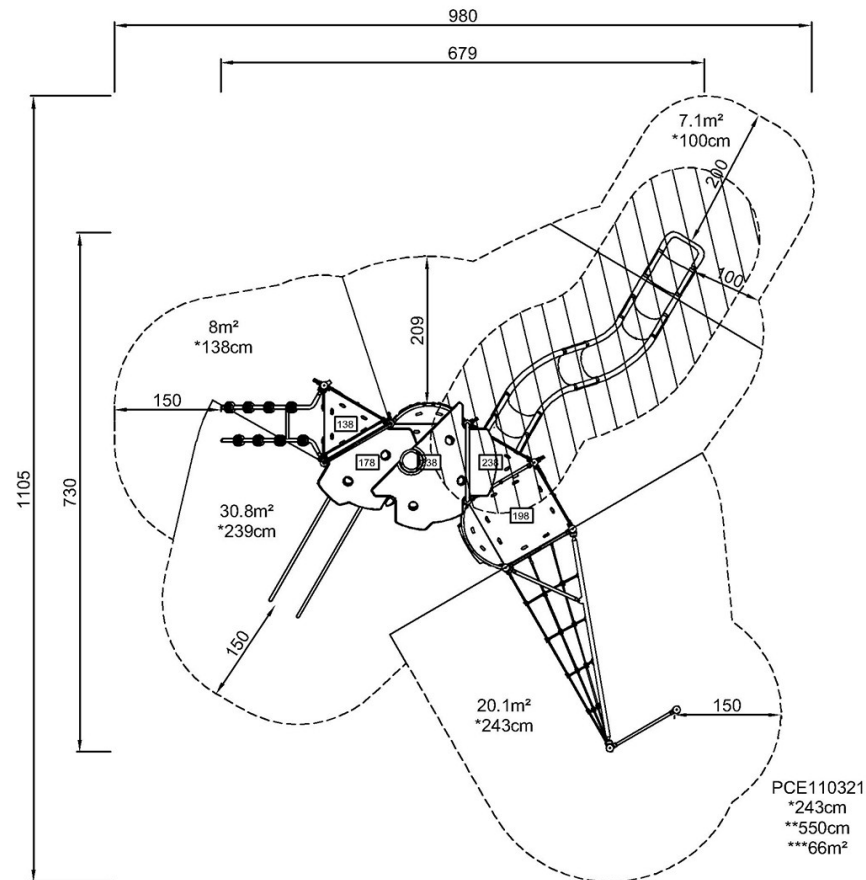 980
679
7.1m²
*100cm
200
100
209
8m²
*138cm
150
138
178
238
238
198
1105
730
30.8m²
*239cm
150
20.1m²
*243cm
150
PCE110321
*243cm
**550cm
***66m²